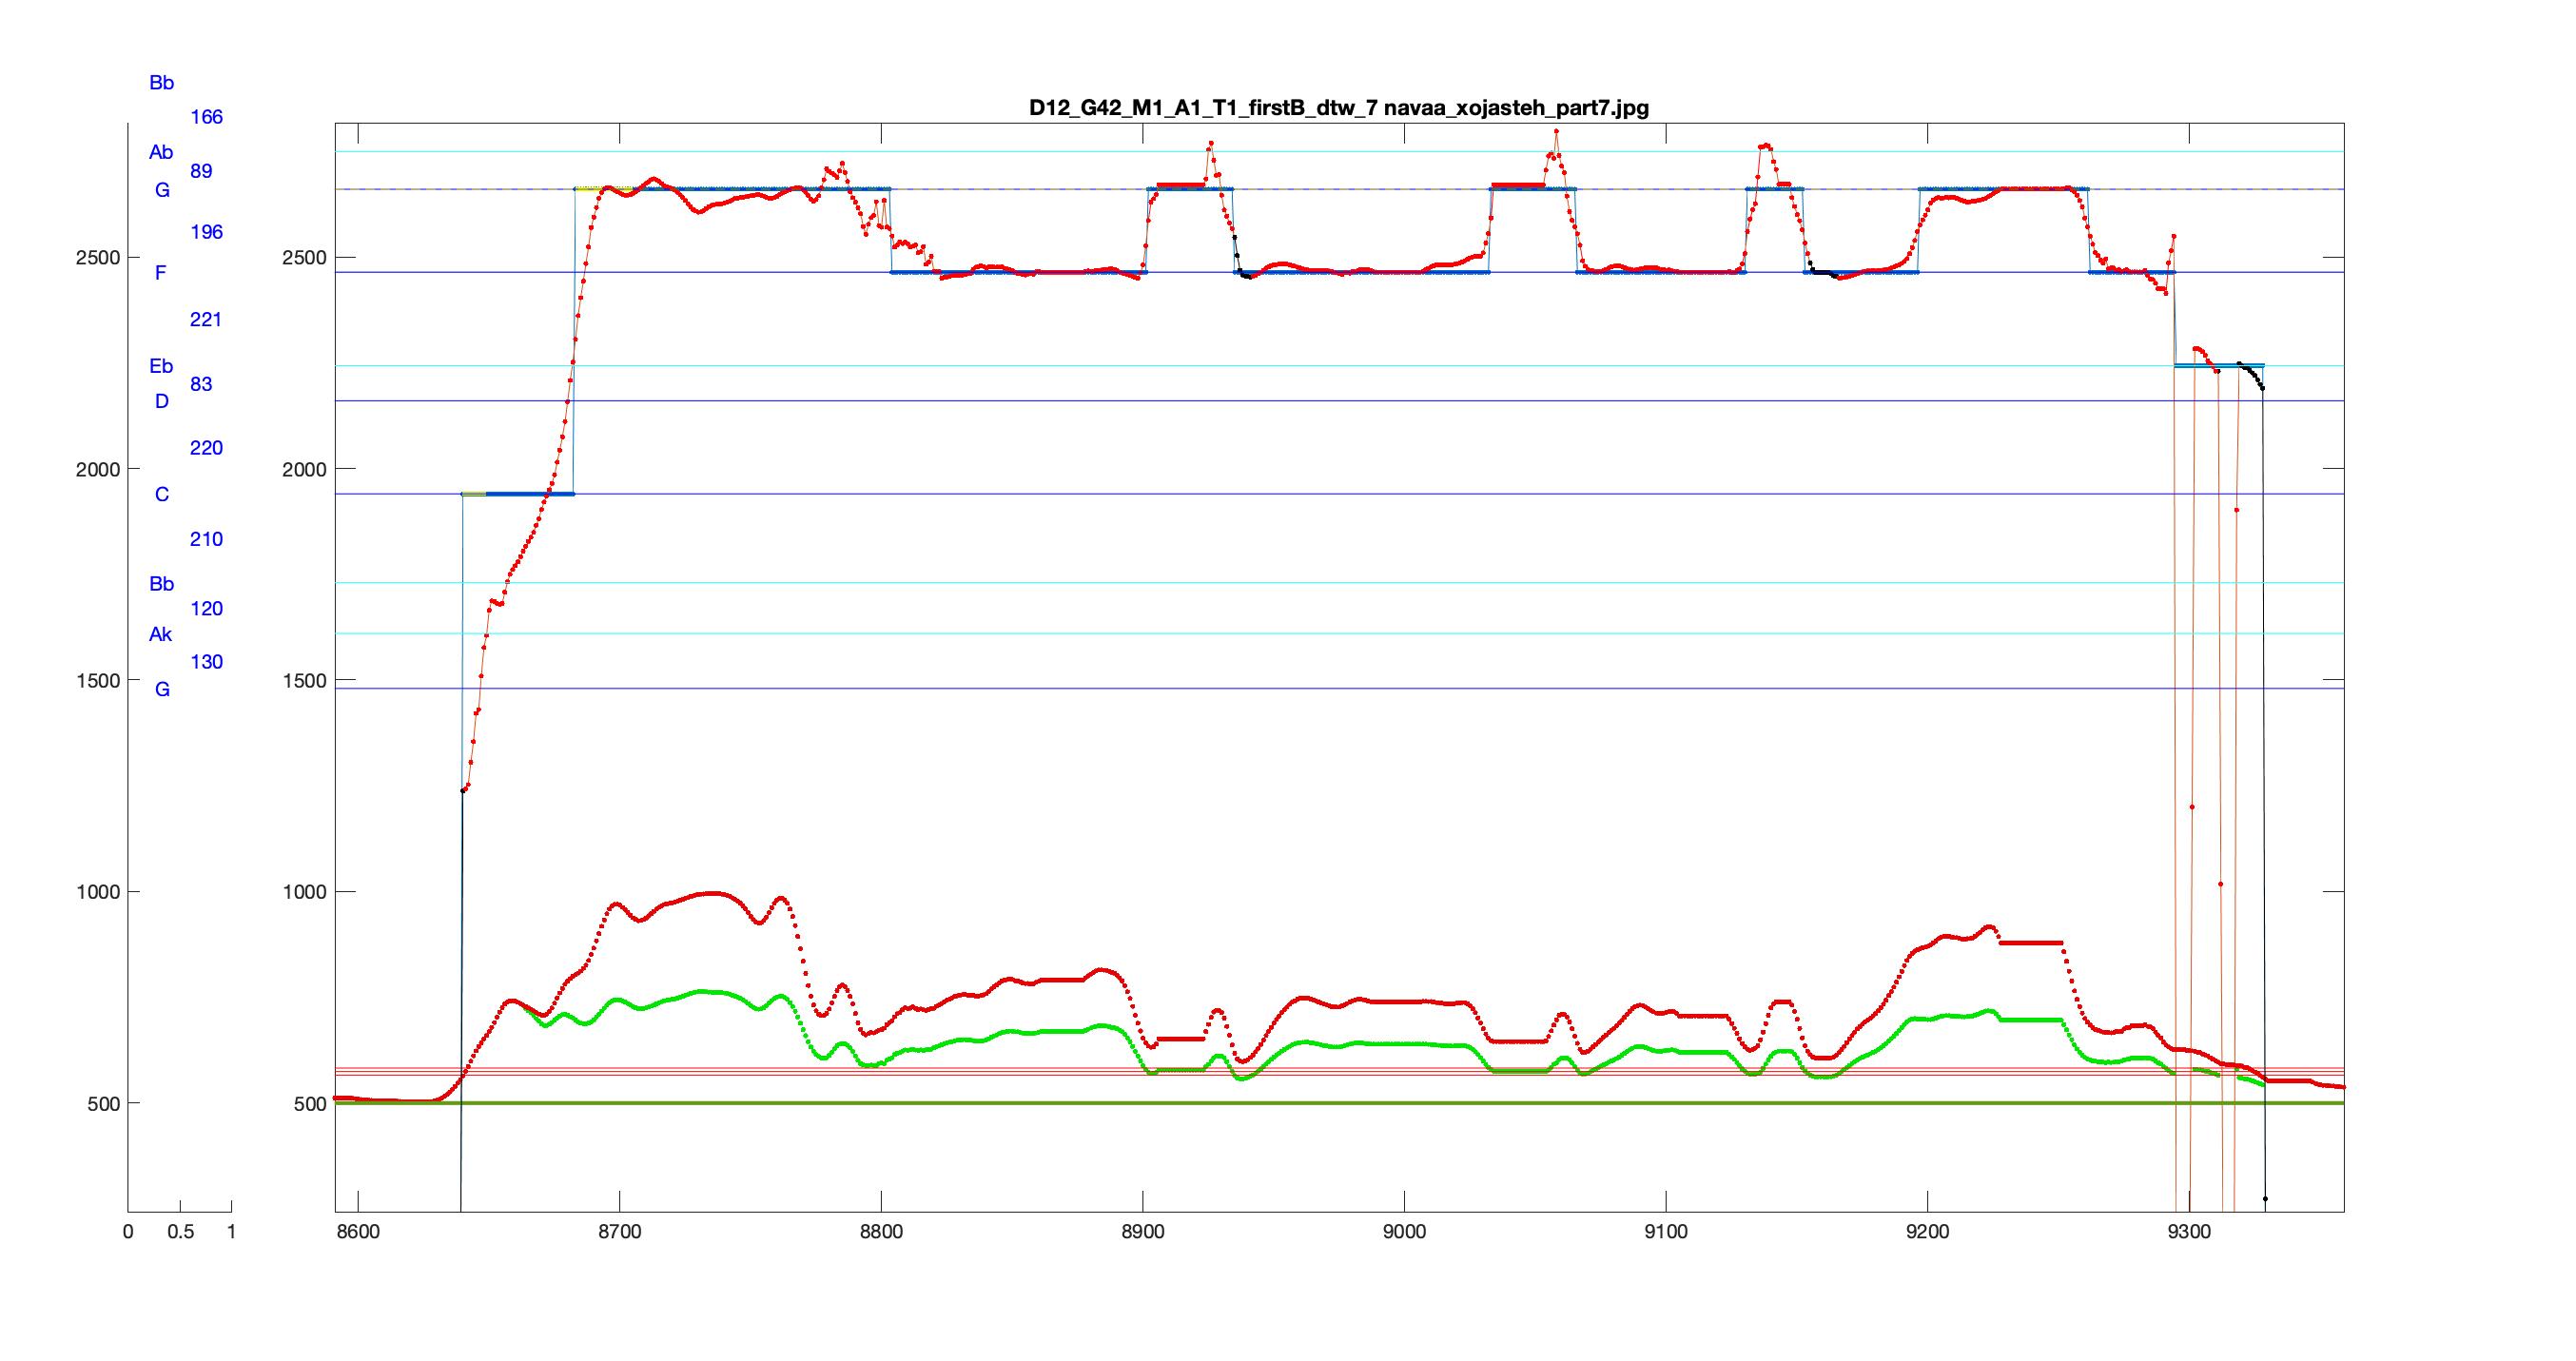 D12_G42_M1_A1_T1_firstB_dtw_7 navaa_xojasteh_part7.jpg
Bb
166
Ab
89
G
196
2500
F
221
Eb
83
D
220
2000
C
210
Bb
120
Ak
130
1500
G
1000
500
0 0.5 1
2500
2000
1500
1000
500
8600 8700 8800 8900 9000 9100 9200 9300